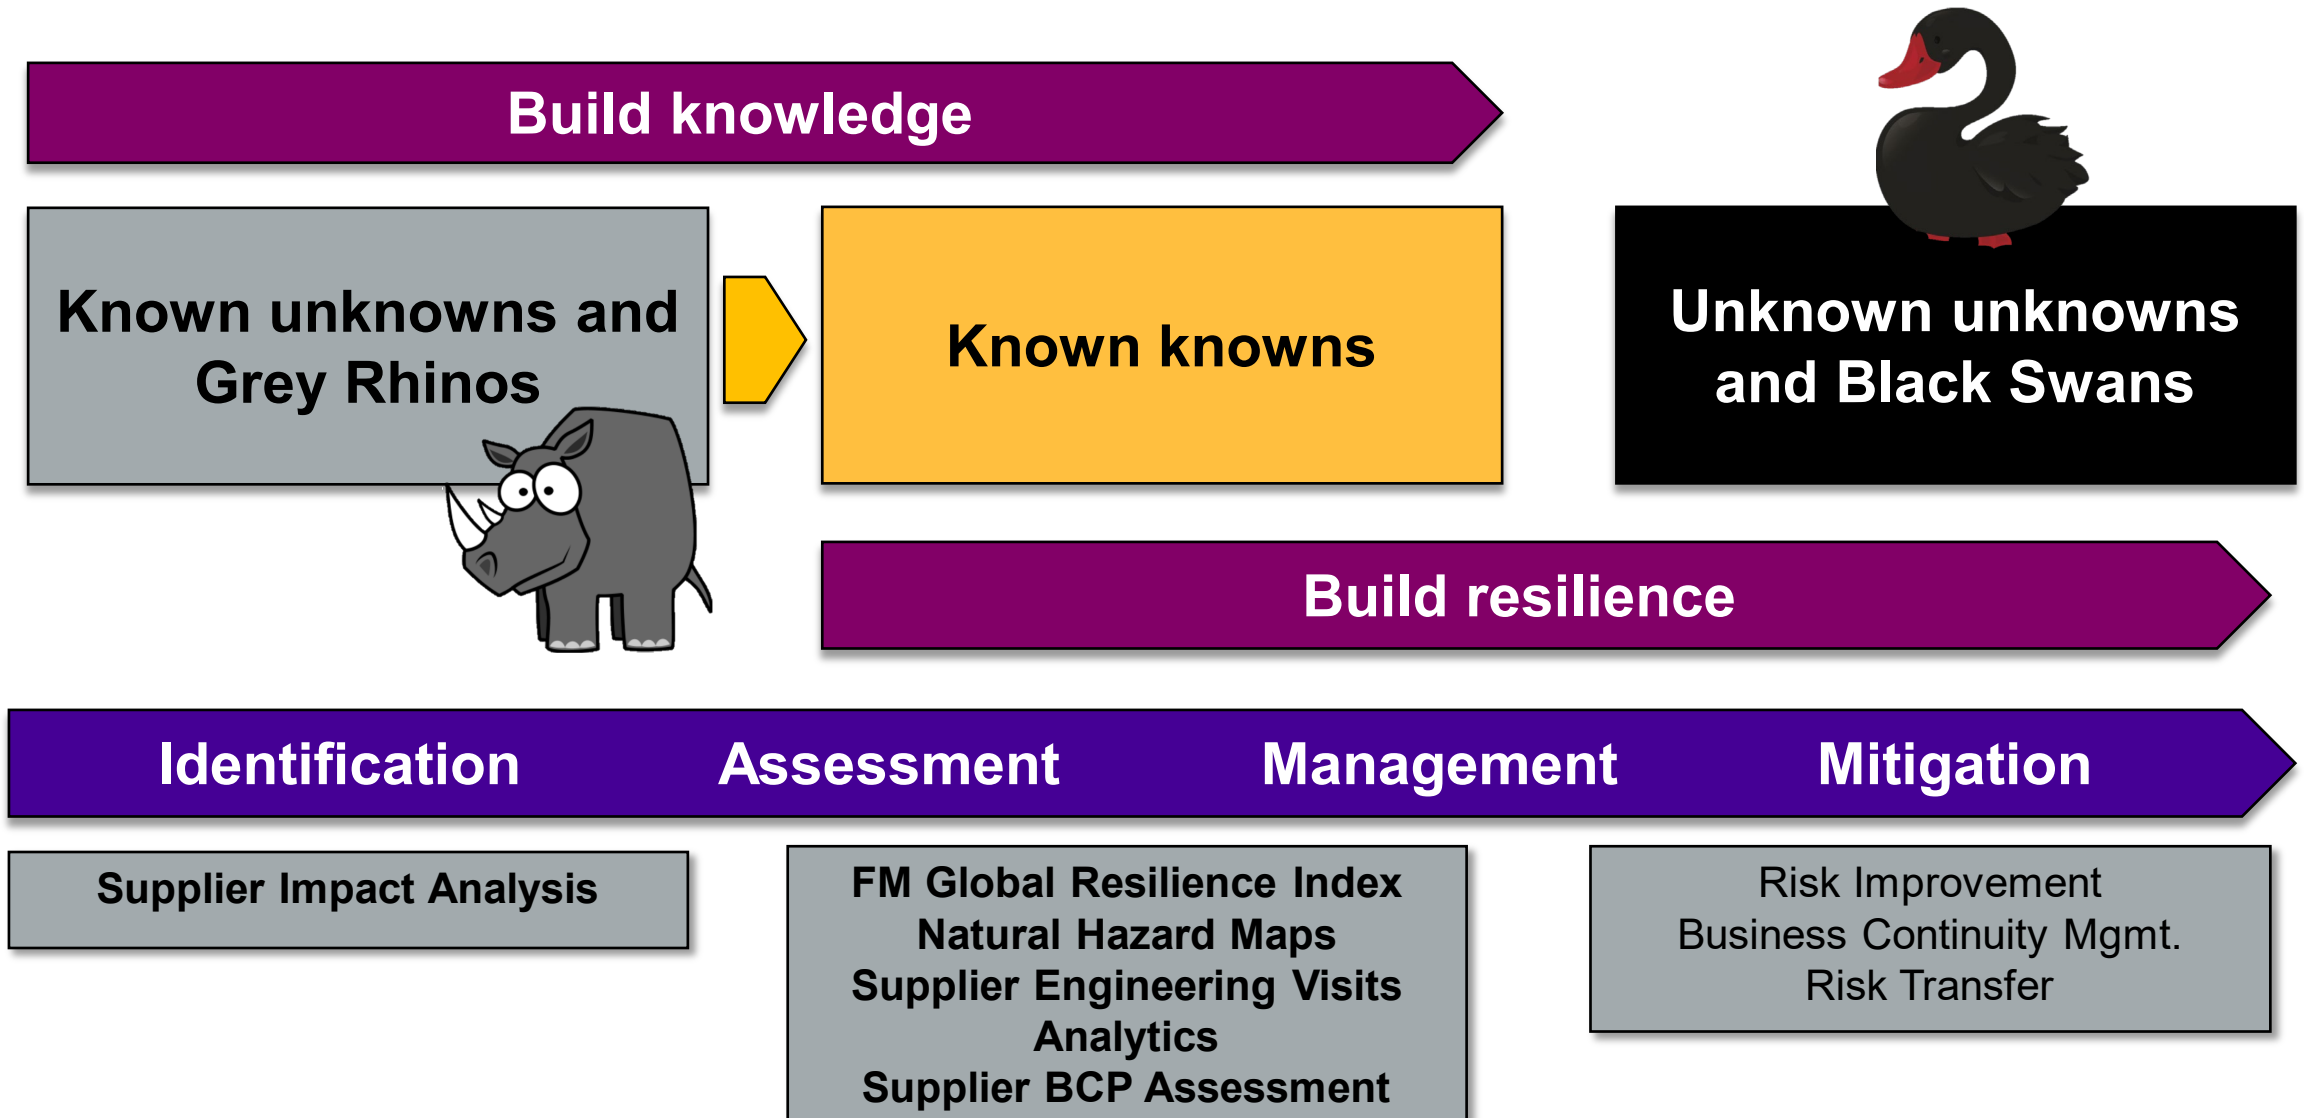 Build knowledge
Known unknowns and
Grey Rhinos
Known knowns
Unknown unknowns
and Black Swans
Build resilience
Identification
Assessment
Management
Mitigation
Supplier Impact Analysis
FM Global Resilience Index
Natural Hazard Maps
Supplier Engineering Visits
Analytics
Supplier BCP Assessment
Risk Improvement
Business Continuity Mgmt.
Risk Transfer